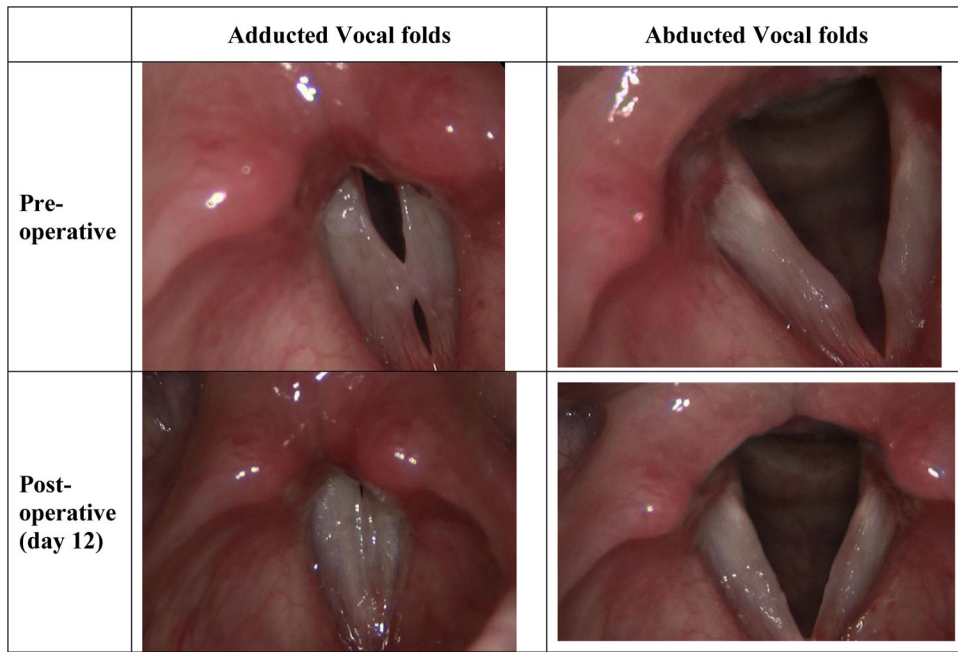 Adducted Vocal folds
Abducted Vocal folds
Pre-
operative
Post-
operative
(day 12)